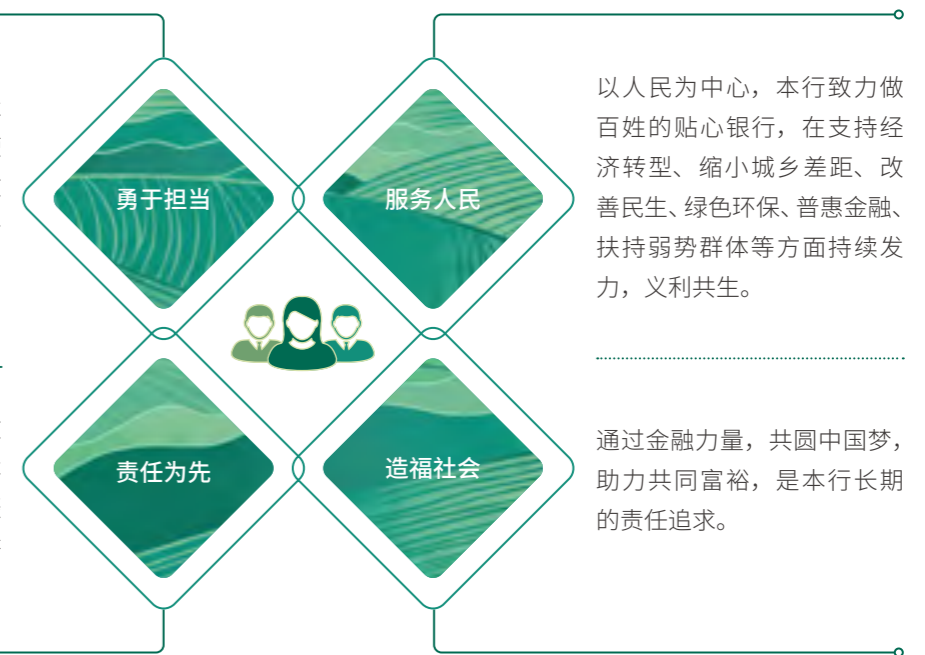 勇于担当
服务人民
以人民为中心，本行致力做
百姓的贴心银行，在支持经
济转型、缩小城乡差距、改
善民生、绿色环保、普惠金融、
扶持弱势群体等方面持续发
力，义利共生。
责任为先
造福社会
通过金融力量，共圆中国梦，
助力共同富裕，是本行长期
的责任追求。